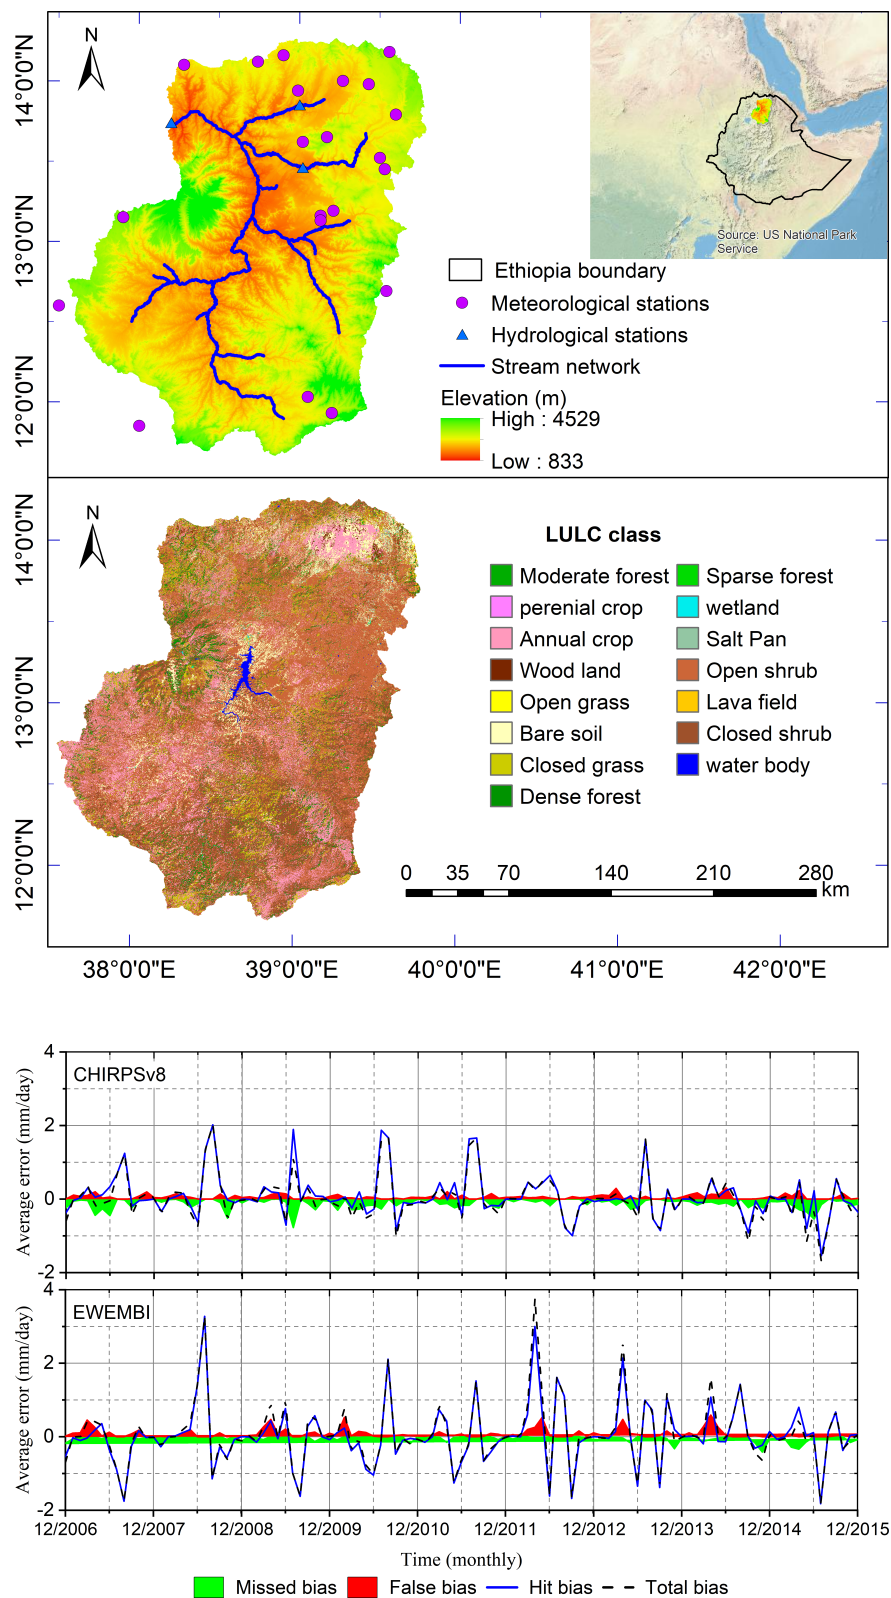 N
14°0'0"N
13°0'0"N
12°0'0"N
Source: US National Park
Service
Ethiopia boundary
Meteorological stations
Hydrological stations
Stream network
Elevation (m)
High : 4529
Low : 833
N
14°0'0"N
13°0'0"N
12°0'0"N
LULC class
Moderate forest
Sparse forest
perenial crop
wetland
Annual crop
Salt Pan
Wood land
Open shrub
Open grass
Lava field
Bare soil
Closed shrub
Closed grass
water body
Dense forest
0 35 70 140 210 280
km
38°0'0"E 39°0'0"E 40°0'0"E 41°0'0"E 42°0'0"E
CHIRPSv8
Average error (mm/day)
4
2
0
-2
EWEMBI
Average error (mm/day)
4
2
0
-2
12/2006 12/2007 12/2008 12/2009 12/2010 12/2011 12/2012 12/2013 12/2014 12/2015
Time (monthly)
Missed bias False bias Hit bias Total bias